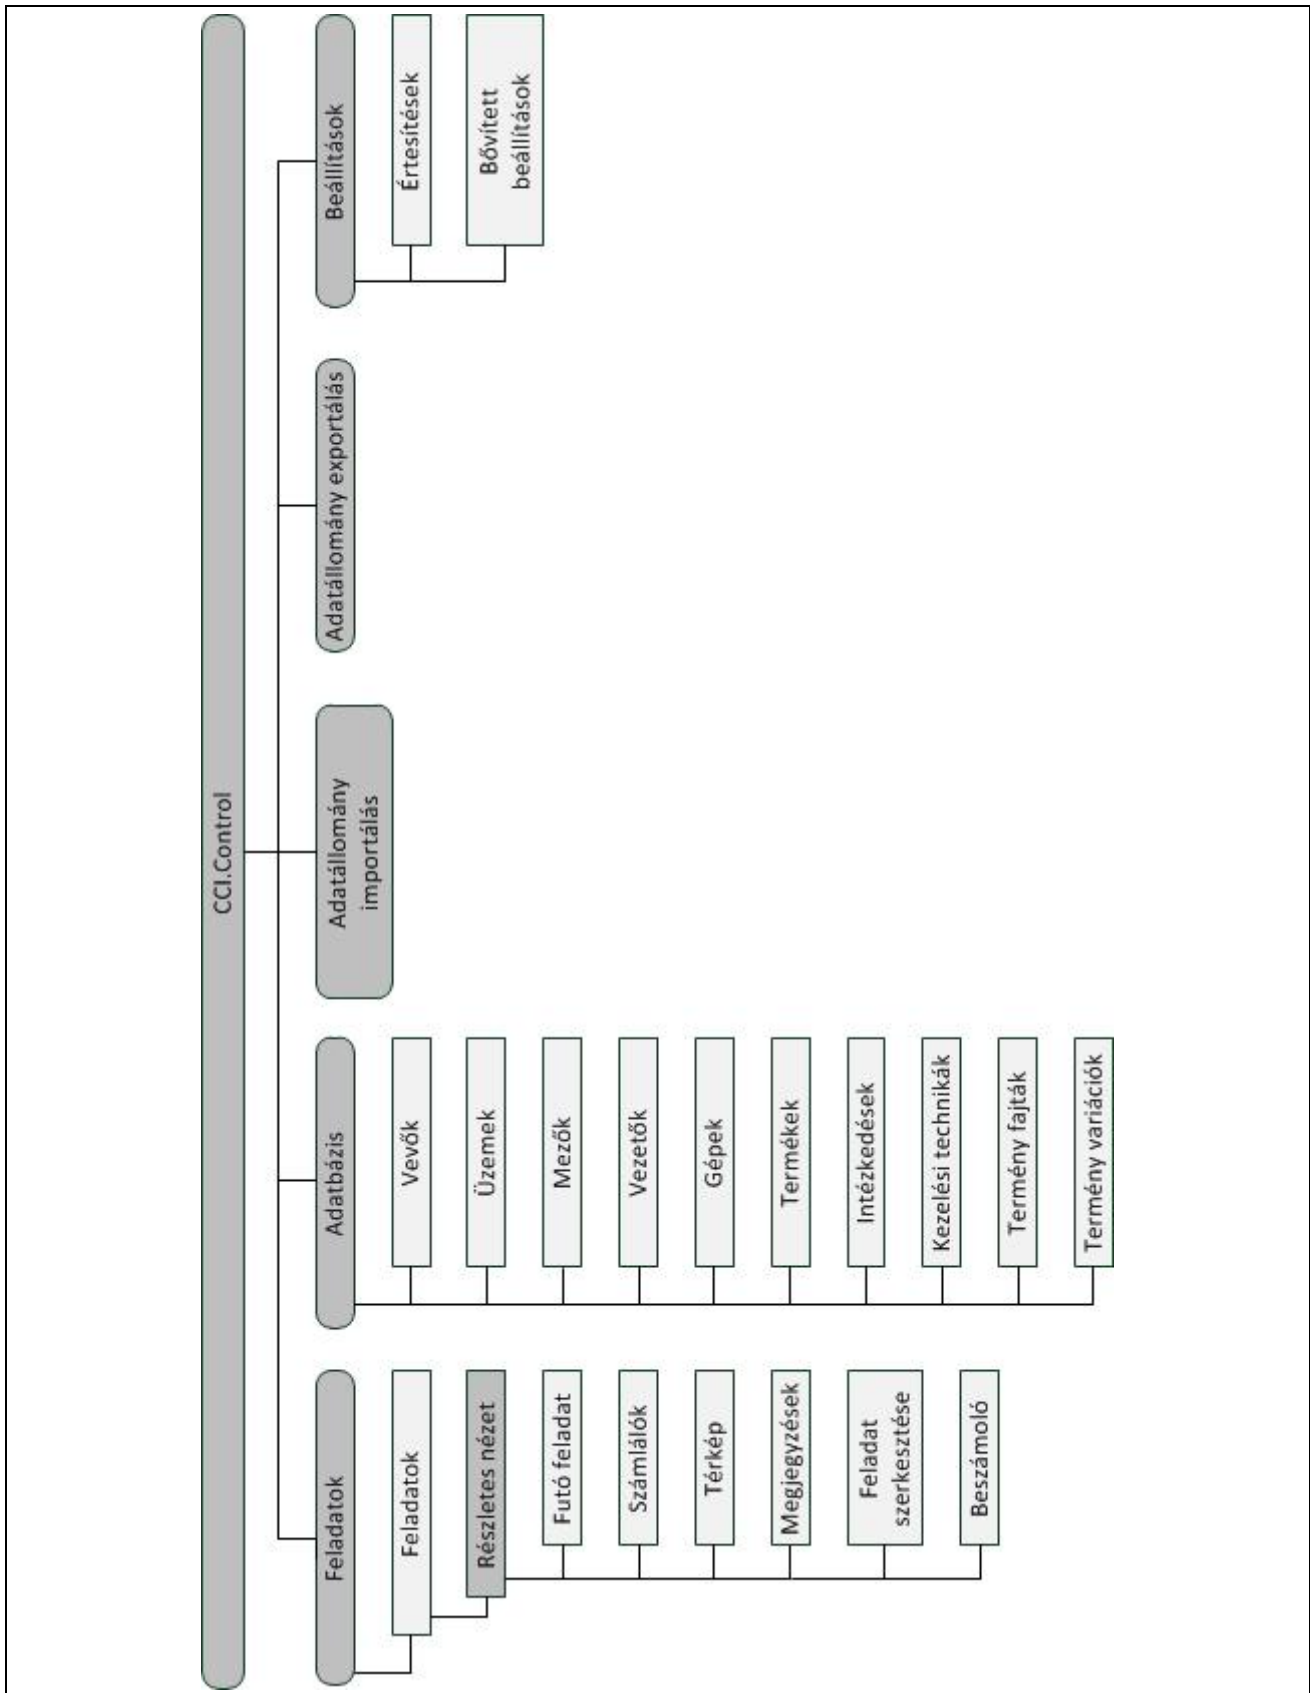 CCI.Control
Feladatok
Feladatok
Részletes nézet
Futó feladat
Számlálók
Térkép
Megjegyzések
Feladat
szerkesztése
Beszámoló
Adatbázis
Vevők
Üzemek
Mezők
Vezetők
Gépek
Termékek
Intézkedések
Kezelési technikák
Termény fajták
Termény variációk
Adatállomány
importálás
Adatállomány exportálás
Beállítások
Értesítések
Bővített
beállítások